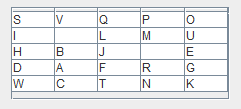 S V Q P O
I L M U
H B J E
D A F R G
W C T N K